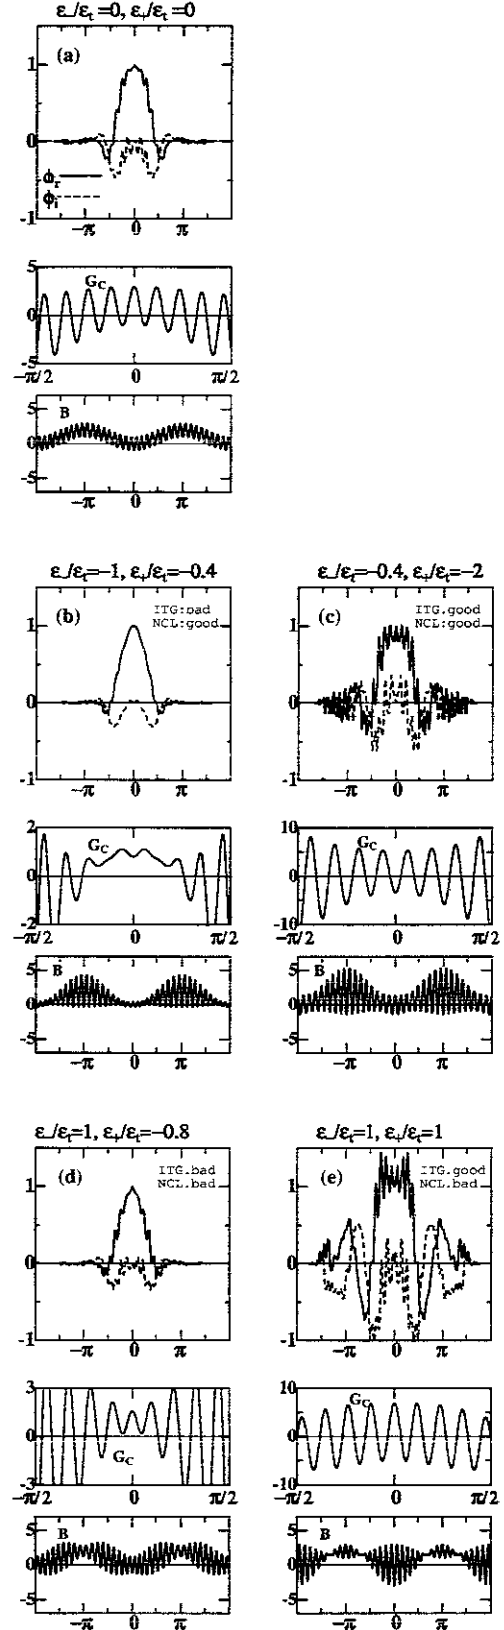 ε₋/εₜ=0, ε₊/εₜ=0
(a)
1
0
-1
ϕᵣ
ϕᵢ
−π 0 π
5
0
-5
G_C
−π/2 0 π/2
5
0
-5
B
−π 0 π
ε₋/εₜ=−1, ε₊/εₜ=−0.4
(b)
ITG:bad
NCL:good
1
0
-1
−π 0 π
2
0
-2
G_C
−π/2 0 π/2
5
0
-5
B
−π 0 π
ε₋/εₜ=−0.4, ε₊/εₜ=−2
(c)
ITG.good
NCL:good
1
0
-1
−π 0 π
10
0
-10
G_C
−π/2 0 π/2
5
0
-5
B
−π 0 π
ε₋/εₜ=1, ε₊/εₜ=−0.8
(d)
ITG.bad
NCL.bad
1
0
-1
−π 0 π
3
0
-3
G_C
−π/2 0 π/2
5
0
-5
B
−π 0 π
ε₋/εₜ=1, ε₊/εₜ=1
(e)
ITG.good
NCL.bad
1
0
-1
−π 0 π
10
0
-10
G_C
−π/2 0 π/2
5
0
-5
B
−π 0 π